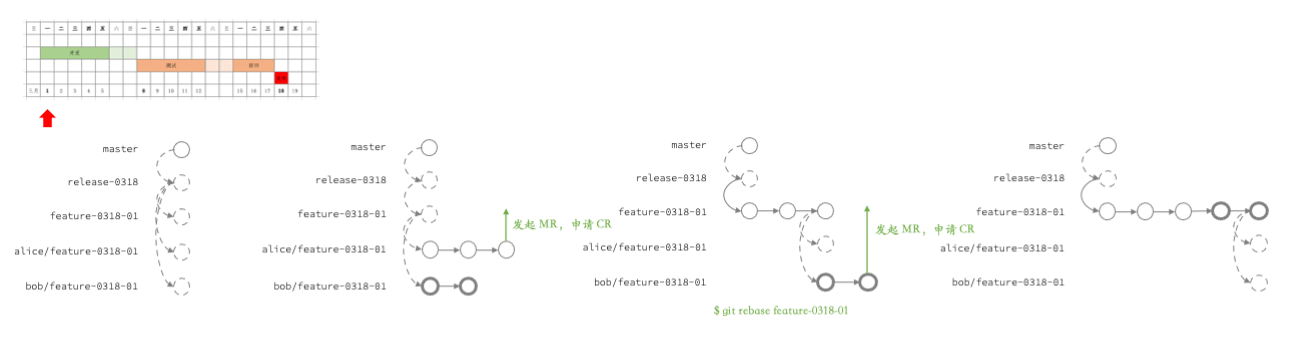 日 一 二 三 四 五 六 日 一 二 三 四 五 六 日 一 二 三 四 五 六
开发
测试
三月 1 2 3 4 5 8 9 10 11 12 15 16 17 18 19
master
release-0318
feature-0318-01
alice/feature-0318-01
bob/feature-0318-01
master
release-0318
feature-0318-01
alice/feature-0318-01
bob/feature-0318-01
发起 MR，申请 CR
master
release-0318
feature-0318-01
alice/feature-0318-01
bob/feature-0318-01
发起 MR，申请 CR
$ git rebase feature-0318-01
master
release-0318
feature-0318-01
alice/feature-0318-01
bob/feature-0318-01